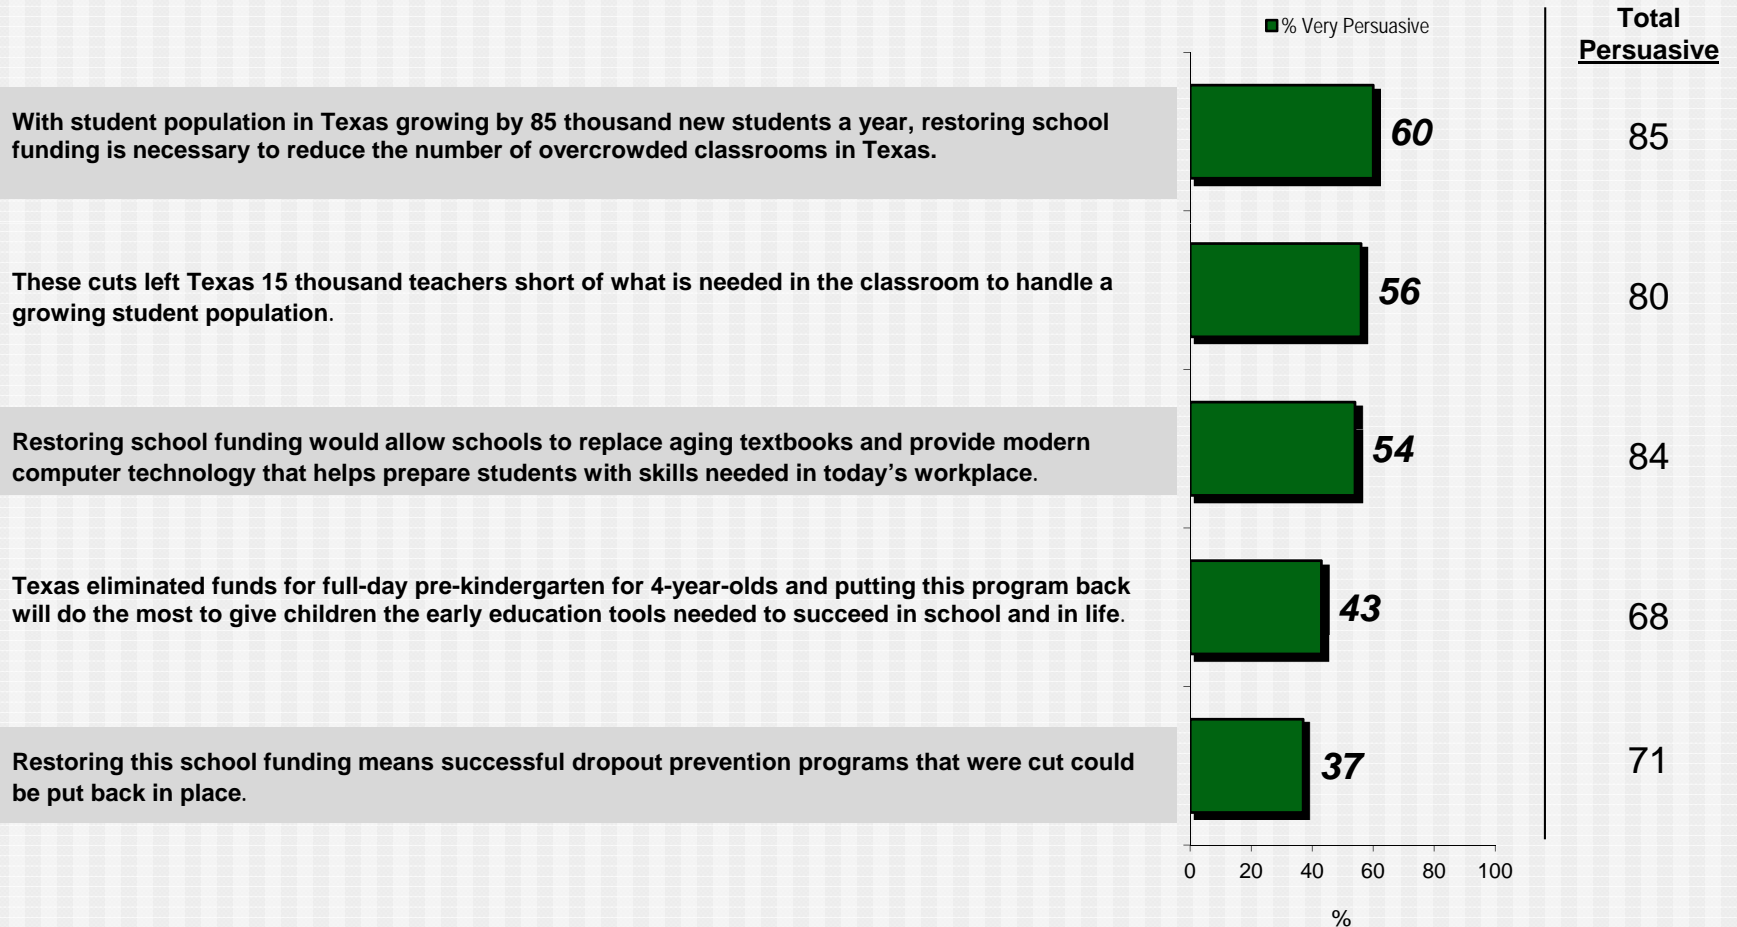 % Very Persuasive
Total
Persuasive
With student population in Texas growing by 85 thousand new students a year, restoring school
funding is necessary to reduce the number of overcrowded classrooms in Texas.
60
85
These cuts left Texas 15 thousand teachers short of what is needed in the classroom to handle a
growing student population.
56
80
Restoring school funding would allow schools to replace aging textbooks and provide modern
computer technology that helps prepare students with skills needed in today’s workplace.
54
84
Texas eliminated funds for full-day pre-kindergarten for 4-year-olds and putting this program back
will do the most to give children the early education tools needed to succeed in school and in life.
43
68
Restoring this school funding means successful dropout prevention programs that were cut could
be put back in place.
37
71
0 20 40 60 80 100
%